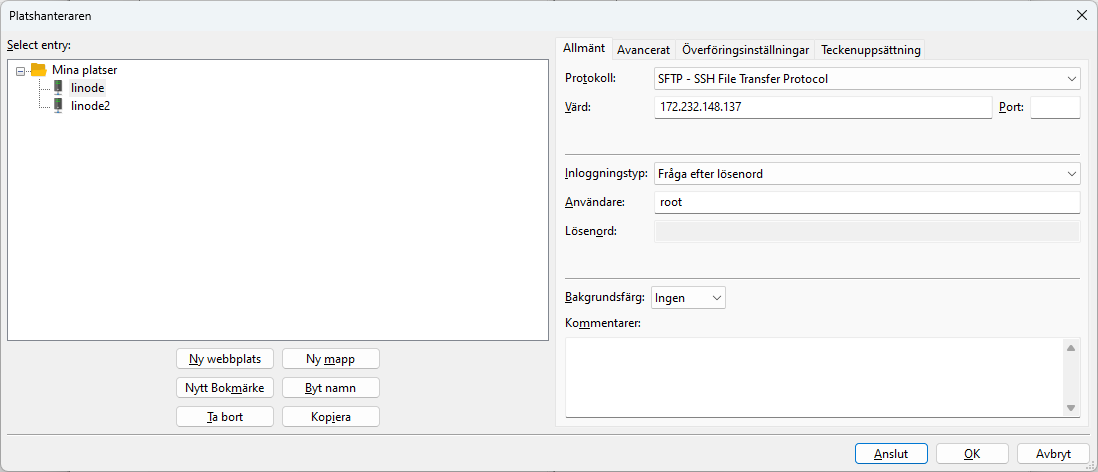 Platshanteraren
Select entry:
Mina platser
linode
linode2
Ny webbplats
Ny mapp
Nytt Bokmärke
Byt namn
Ta bort
Kopiera
Allmänt
Avancerat
Överföringsinställningar
Teckenuppsättning
Protokoll:
SFTP - SSH File Transfer Protocol
Värd:
172.232.148.137
Port:
Inloggningstyp:
Fråga efter lösenord
Användare:
root
Lösenord:
Bakgrundsfärg:
Ingen
Kommentarer:
Anslut
OK
Avbryt